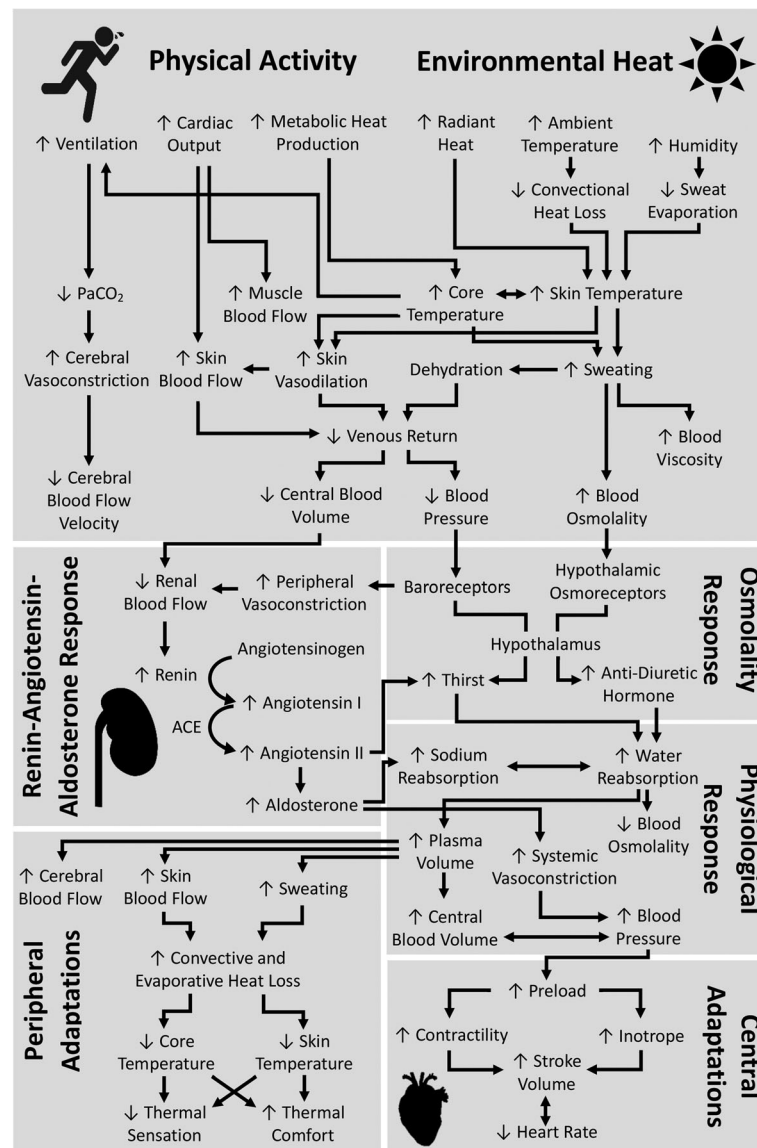 Physical Activity
Environmental Heat
↑ Ventilation
↑ Cardiac
Output
↑ Metabolic Heat
Production
↑ Radiant
Heat
↑ Ambient
Temperature
↑ Humidity
↓ Convectional
Heat Loss
↓ Sweat
Evaporation
↓ PaCO₂
↑ Muscle
Blood Flow
↑ Core
Temperature
↑ Skin Temperature
↑ Cerebral
Vasoconstriction
↑ Skin
Blood Flow
↑ Skin
Vasodilation
Dehydration
↑ Sweating
↓ Venous Return
↑ Blood
Viscosity
↓ Cerebral
Blood Flow
Velocity
↓ Central Blood
Volume
↓ Blood
Pressure
↑ Blood
Osmolality
Renin-Angiotensin-
Aldosterone Response
↓ Renal
Blood Flow
↑ Peripheral
Vasoconstriction
↑ Renin
Angiotensinogen
↑ Angiotensin I
ACE
↑ Angiotensin II
↑ Aldosterone
Osmolality
Response
Baroreceptors
Hypothalamic
Osmoreceptors
Hypothalamus
↑ Thirst
↑ Anti-Diuretic
Hormone
Physiological
Response
↑ Sodium
Reabsorption
↑ Water
Reabsorption
↑ Plasma
Volume
↑ Systemic
Vasoconstriction
↓ Blood
Osmolality
↑ Central
Blood Volume
↑ Blood
Pressure
Peripheral
Adaptations
↑ Cerebral
Blood Flow
↑ Skin
Blood Flow
↑ Sweating
↑ Convective and
Evaporative Heat Loss
↓ Core
Temperature
↓ Skin
Temperature
↓ Thermal
Sensation
↑ Thermal
Comfort
Central
Adaptations
↑ Preload
↑ Contractility
↑ Inotrope
↑ Stroke
Volume
↓ Heart Rate